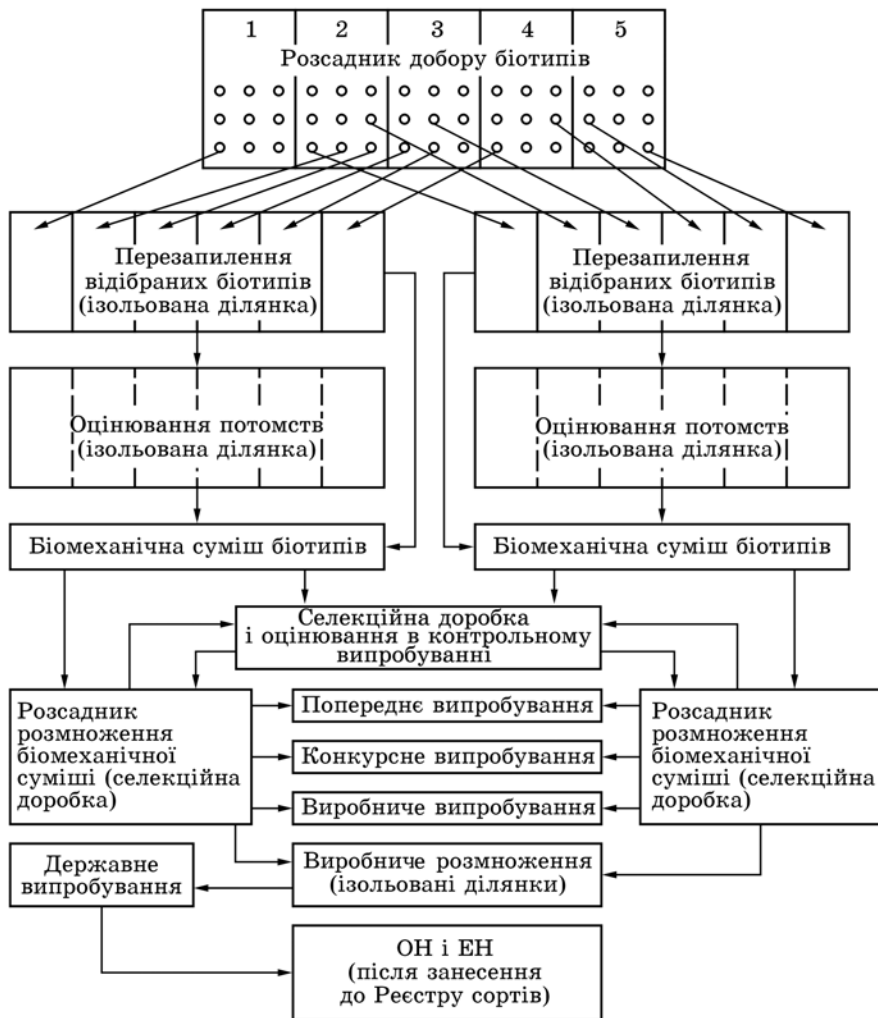 1 2 3 4 5
Розсадник добору біотипів
Перезапилення
відібраних біотипів
(ізольована ділянка)
Перезапилення
відібраних біотипів
(ізольована ділянка)
Оцінювання потомств
(ізольована ділянка)
Оцінювання потомств
(ізольована ділянка)
Біомеханічна суміш біотипів
Біомеханічна суміш біотипів
Селекційна доробка
і оцінювання в контрольному
випробуванні
Розсадник
розмноження
біомеханічної
суміші (селекційна
доробка)
Попереднє випробування
Конкурсне випробування
Виробниче випробування
Розсадник
розмноження
біомеханічної
суміші (селекційна
доробка)
Державне
випробування
Виробниче розмноження
(ізольовані ділянки)
ОН і ЕН
(після занесення
до Реєстру сортів)